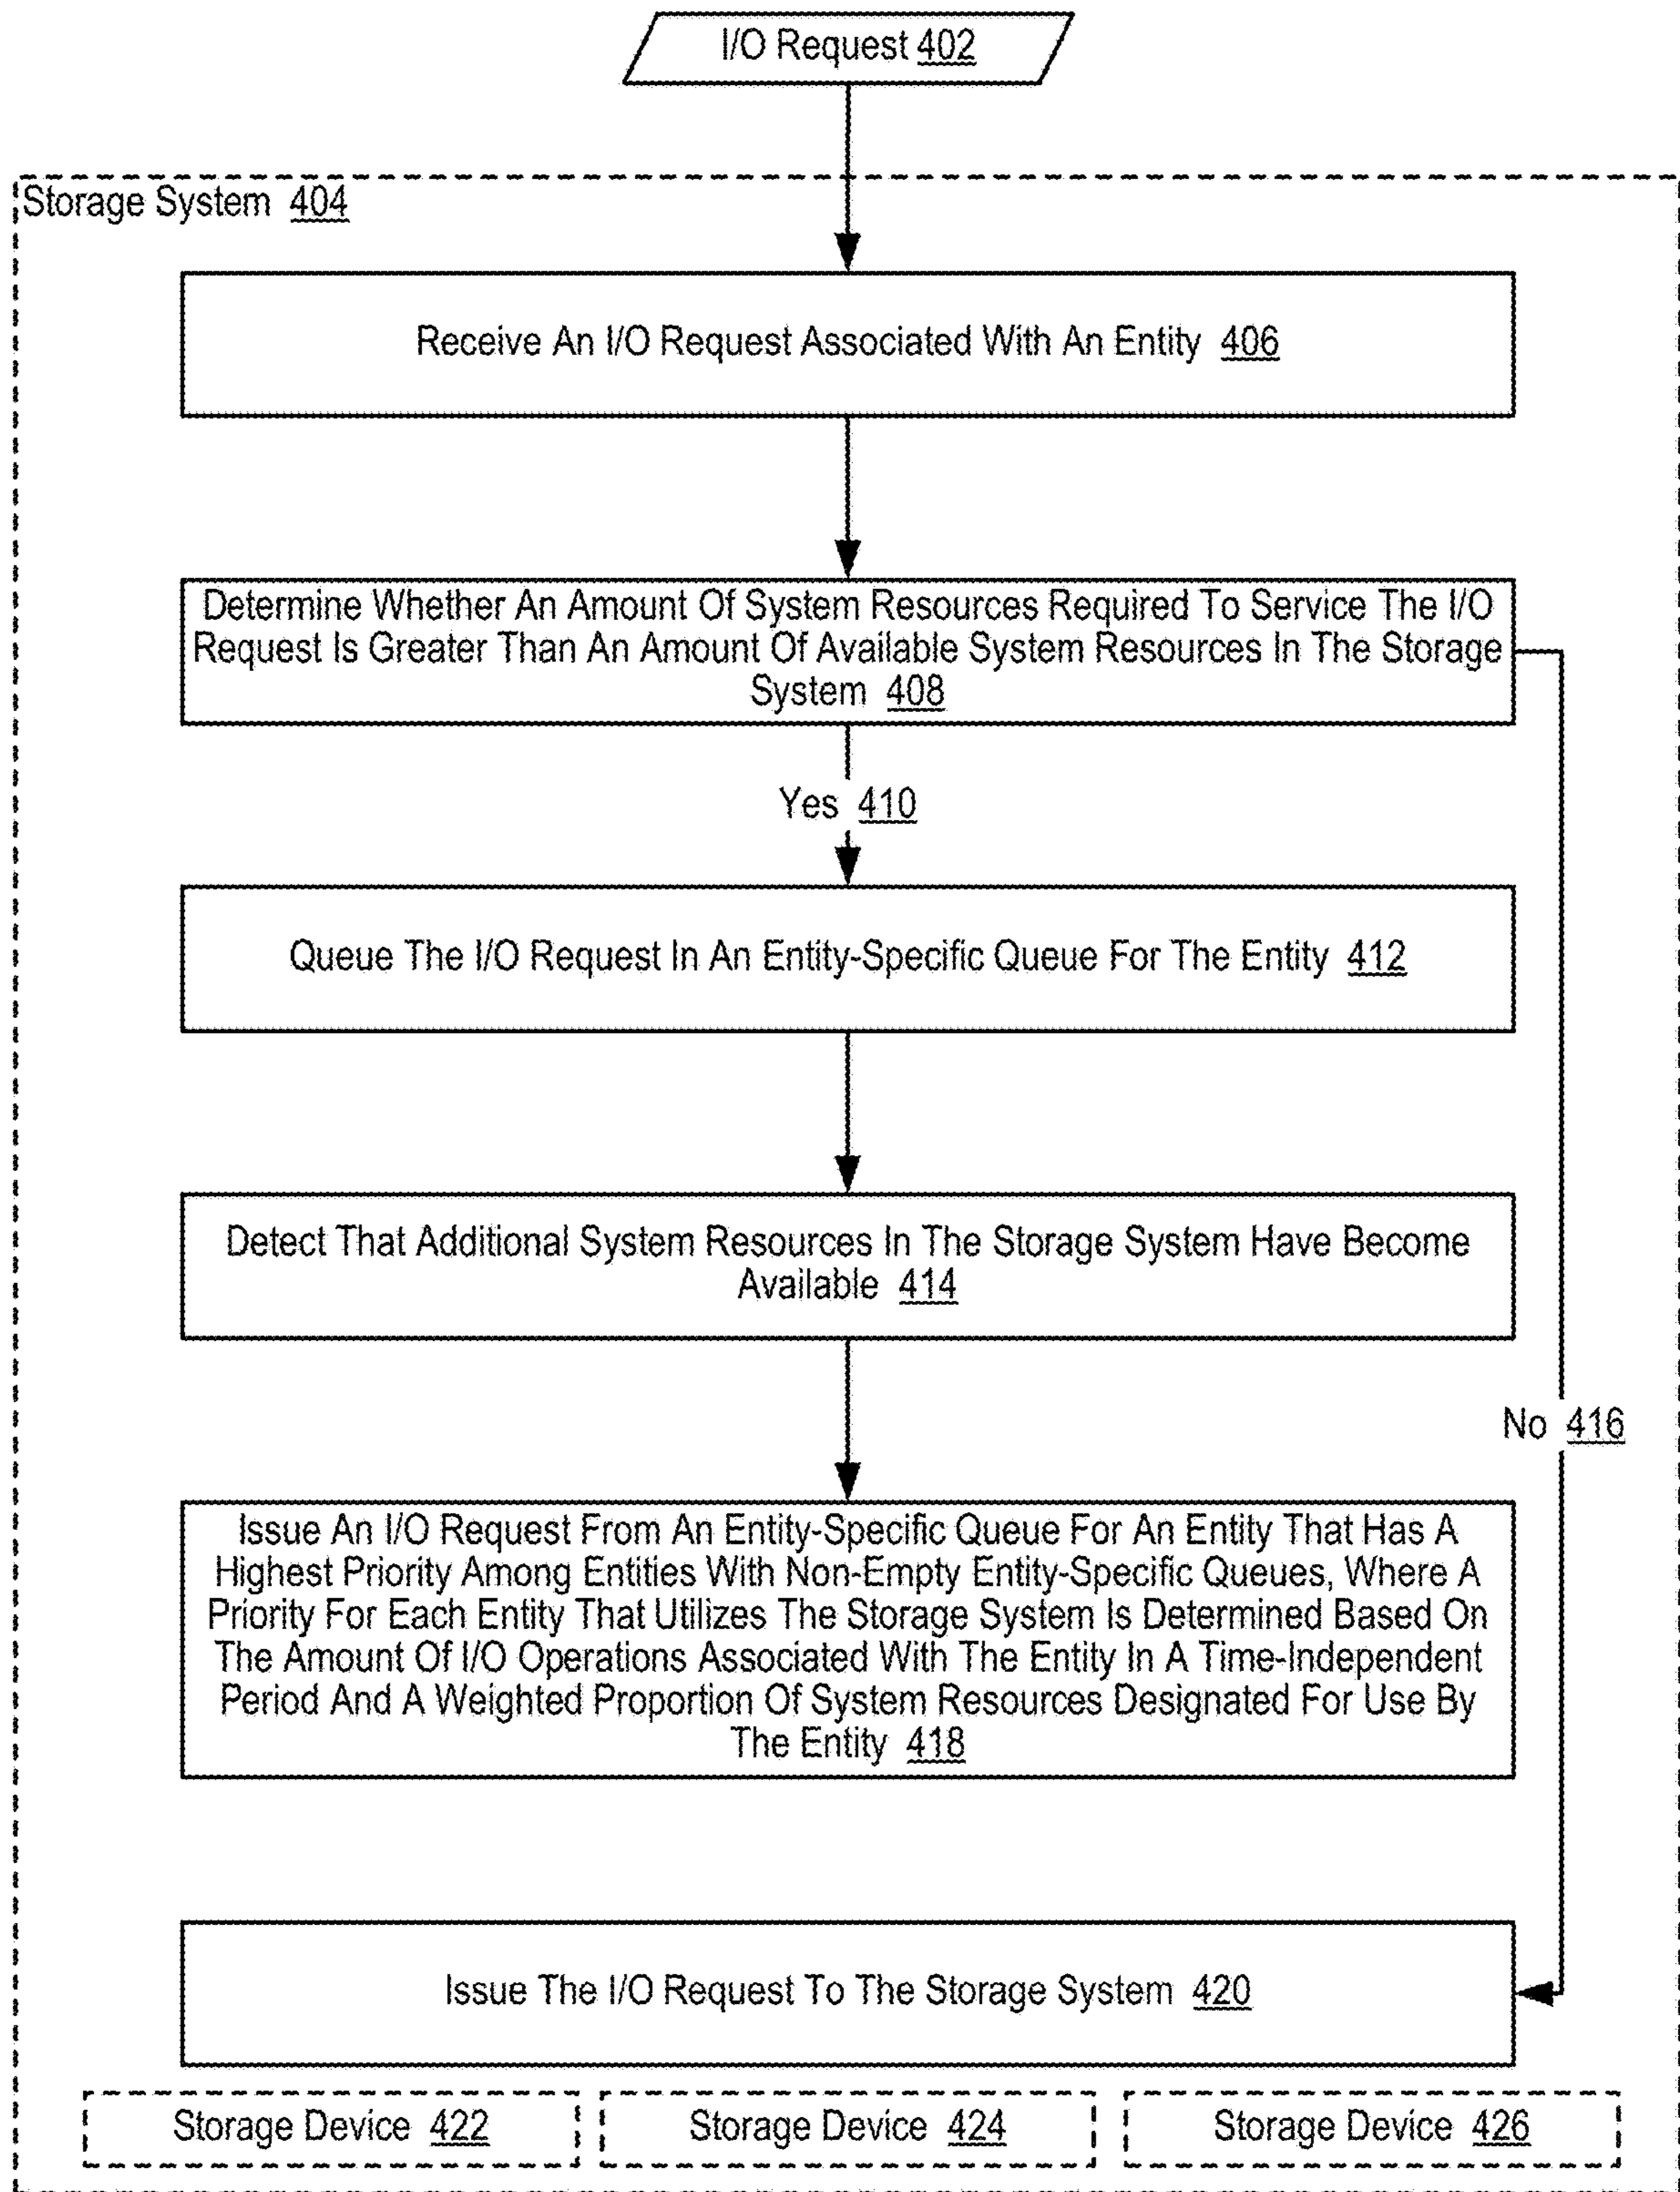 I/O Request 402
Storage System 404
Receive An I/O Request Associated With An Entity 406
Determine Whether An Amount Of System Resources Required To Service The I/O
Request Is Greater Than An Amount Of Available System Resources In The Storage
System 408
Yes 410
Queue The I/O Request In An Entity-Specific Queue For The Entity 412
Detect That Additional System Resources In The Storage System Have Become
Available 414
No 416
Issue An I/O Request From An Entity-Specific Queue For An Entity That Has A
Highest Priority Among Entities With Non-Empty Entity-Specific Queues, Where A
Priority For Each Entity That Utilizes The Storage System Is Determined Based On
The Amount Of I/O Operations Associated With The Entity In A Time-Independent
Period And A Weighted Proportion Of System Resources Designated For Use By
The Entity 418
Issue The I/O Request To The Storage System 420
Storage Device 422
Storage Device 424
Storage Device 426